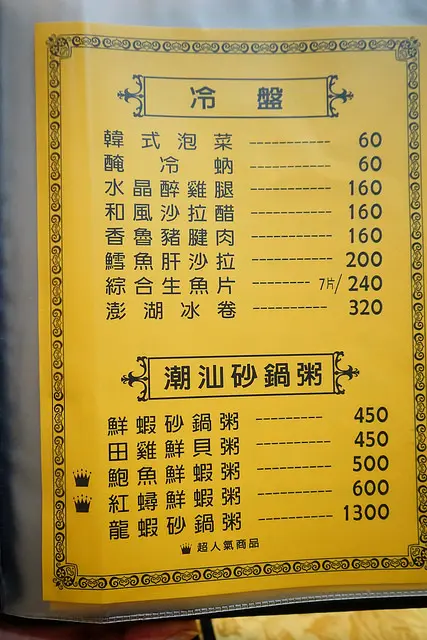 冷盤
韓式泡菜 ---------- 60
醃冷蚋 ---------- 60
水晶醉雞腿 ---------- 160
和風沙拉醋 ---------- 160
香魯豬腱肉 ---------- 160
鱈魚肝沙拉 ---------- 200
綜合生魚片 ------- 7片/240
澎湖冰卷 ---------- 320
潮汕砂鍋粥
鮮蝦砂鍋粥 --------- 450
田雞鮮貝粥 --------- 450
鮑魚鮮蝦粥 --------- 500
紅蟳鮮蝦粥 --------- 600
龍蝦砂鍋粥 --------- 1300
超人氣商品